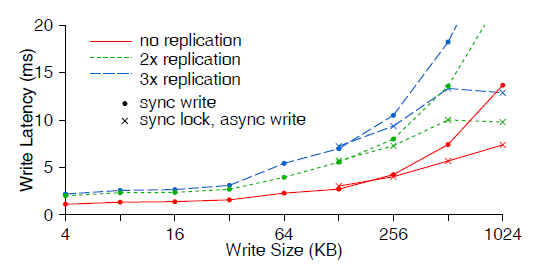 20
15
10
5
0
Write Latency (ms)
no replication
2x replication
3x replication
sync write
sync lock, async write
4 16 64 256 1024
Write Size (KB)